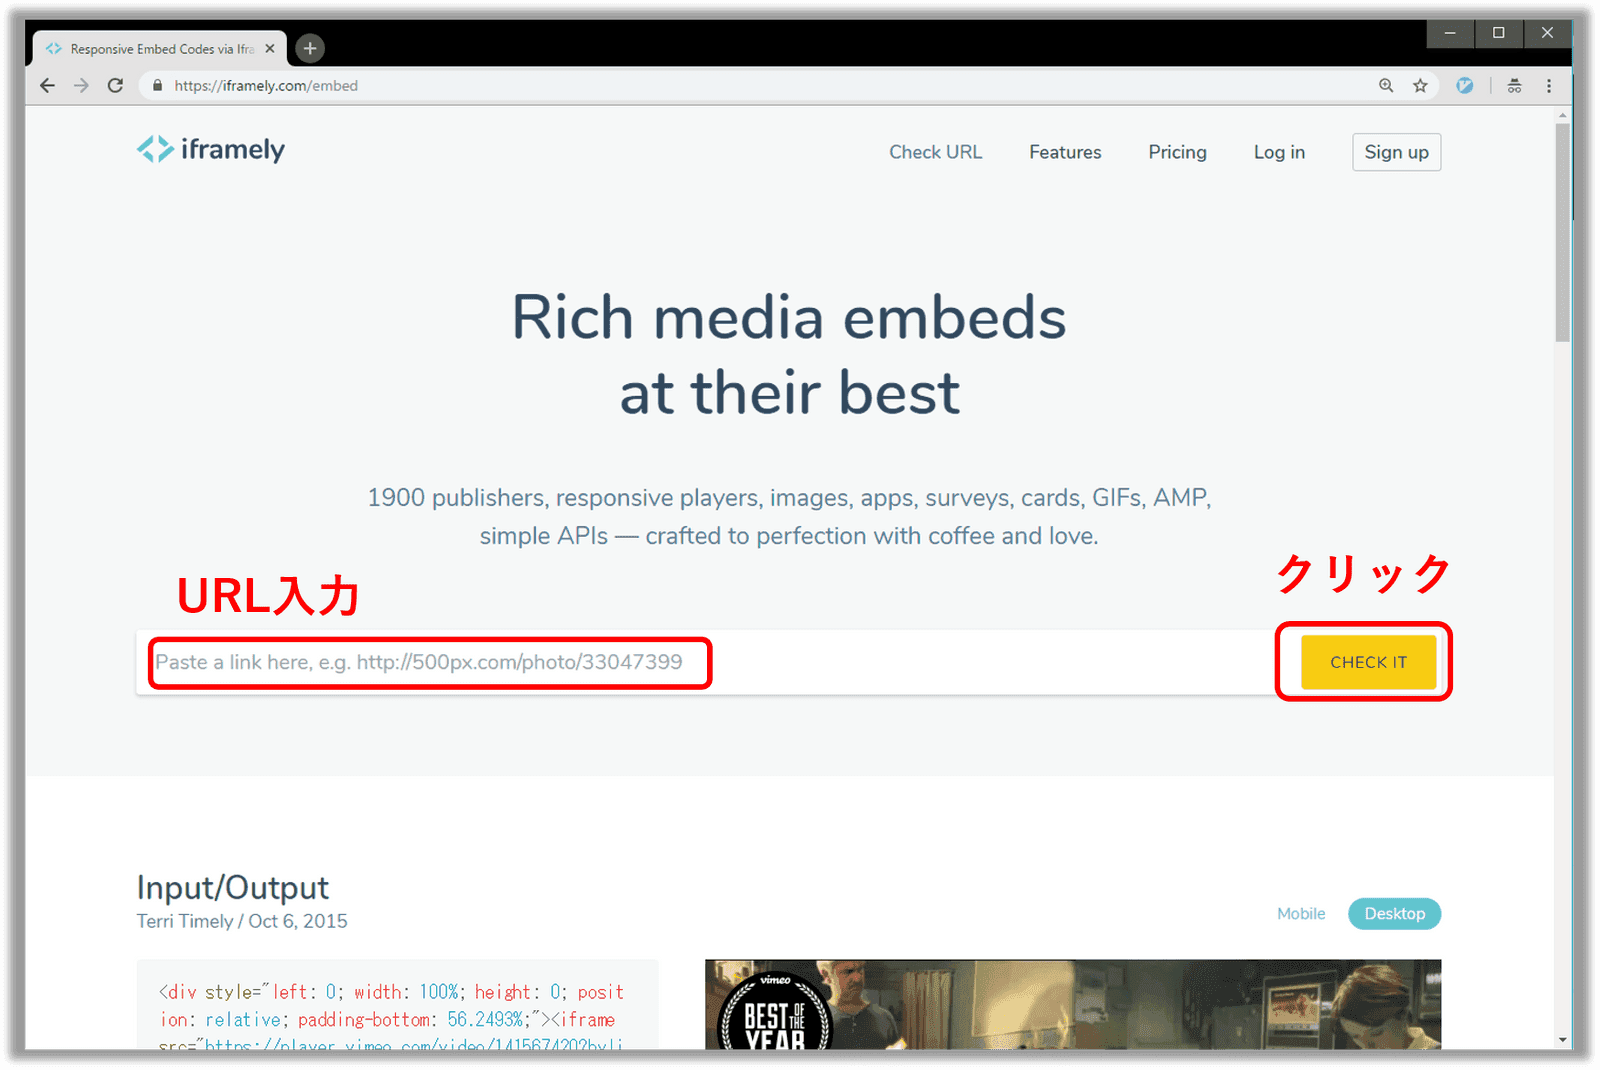 Responsive Embed Codes via Ifra
https://iframely.com/embed
iframely
Check URL Features Pricing Log in Sign up
Rich media embeds
at their best
1900 publishers, responsive players, images, apps, surveys, cards, GIFs, AMP,
simple APIs — crafted to perfection with coffee and love.
URL入力
クリック
Paste a link here, e.g. http://500px.com/photo/33047399
CHECK IT
Input/Output
Terri Timely / Oct 6, 2015
Mobile Desktop
<div style="left: 0; width: 100%; height: 0; posit
ion: relative; padding-bottom: 56.2493%;"><iframe
src="https://player.vimeo.com/video/141567420?byli
vimeo
BEST OF THE
YEAR